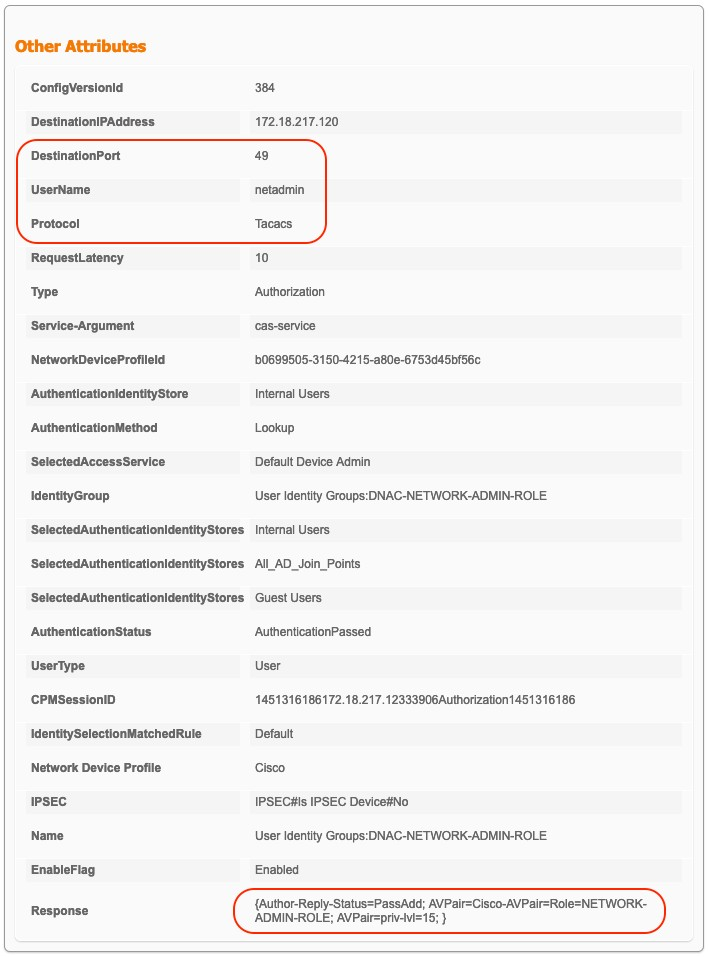 Other Attributes
ConfigVersionId 384
DestinationIPAddress 172.18.217.120
DestinationPort 49
UserName netadmin
Protocol Tacacs
RequestLatency 10
Type Authorization
Service-Argument cas-service
NetworkDeviceProfileId b0699505-3150-4215-a80e-6753d45bf56c
AuthenticationIdentityStore Internal Users
AuthenticationMethod Lookup
SelectedAccessService Default Device Admin
IdentityGroup User Identity Groups:DNAC-NETWORK-ADMIN-ROLE
SelectedAuthenticationIdentityStores Internal Users
SelectedAuthenticationIdentityStores All_AD_Join_Points
SelectedAuthenticationIdentityStores Guest Users
AuthenticationStatus AuthenticationPassed
UserType User
CPMSessionID 1451316186172.18.217.12333906Authorization1451316186
IdentitySelectionMatchedRule Default
Network Device Profile Cisco
IPSEC IPSEC#Is IPSEC Device#No
Name User Identity Groups:DNAC-NETWORK-ADMIN-ROLE
EnableFlag Enabled
Response {Author-Reply-Status=PassAdd; AVPair=Cisco-AVPair=Role=NETWORK-
ADMIN-ROLE; AVPair=priv-lvl=15; }